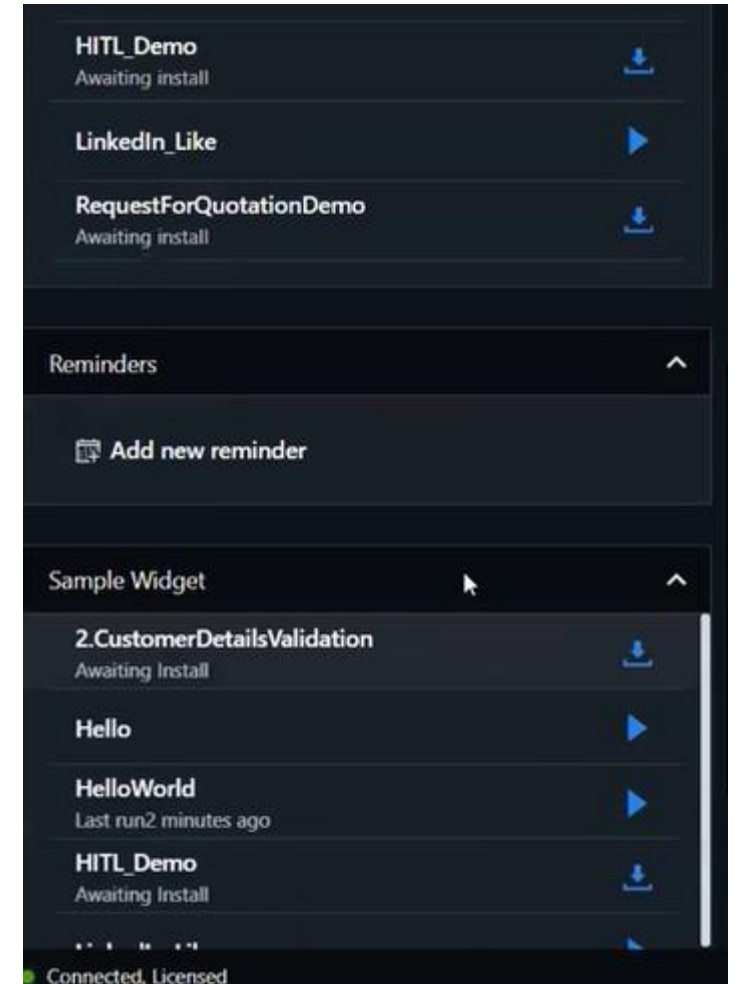 HITL_Demo
Awaiting install
LinkedIn_Like
RequestForQuotationDemo
Awaiting install
Reminders
Add new reminder
Sample Widget
2.CustomerDetailsValidation
Awaiting Install
Hello
HelloWorld
Last run2 minutes ago
HITL_Demo
Awaiting Install
Connected, Licensed